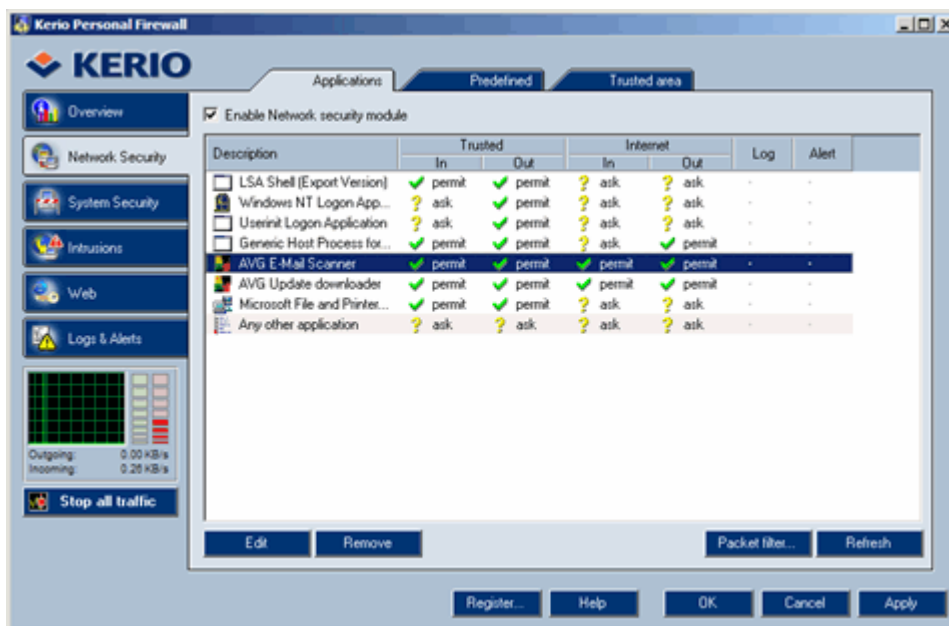 Kerio Personal Firewall
KERIO
Applications Predefined Trusted area
Overview
Network Security
System Security
Intrusions
Web
Logs & Alerts
Outgoing: 0.00 KB/s
Incoming: 0.26 KB/s
Stop all traffic
Enable Network security module
Description Trusted Internet Log Alert
In Out In Out
LSA Shell (Export Version) permit permit ask ask
Windows NT Logon App... ask permit ask ask
Userinit Logon Application ask permit ask ask
Generic Host Process for... permit permit ask permit
AVG E-Mail Scanner permit permit permit permit
AVG Update downloader permit permit permit permit
Microsoft File and Printer... permit permit ask ask
Any other application ask ask ask ask
Edit Remove Packet filter... Refresh
Register... Help OK Cancel Apply